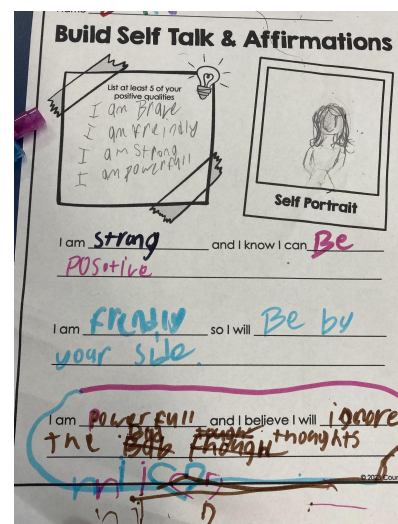 Build Self Talk & Affirmations
List at least 5 of your
positive qualities
I am Brave
I am freindly
I am Strong
I am powerfull
Self Portrait
I am strong and I know I can Be
Positive
I am frendly so I will Be by
your side.
I am powerfull and I believe I will ignore
the thoughts